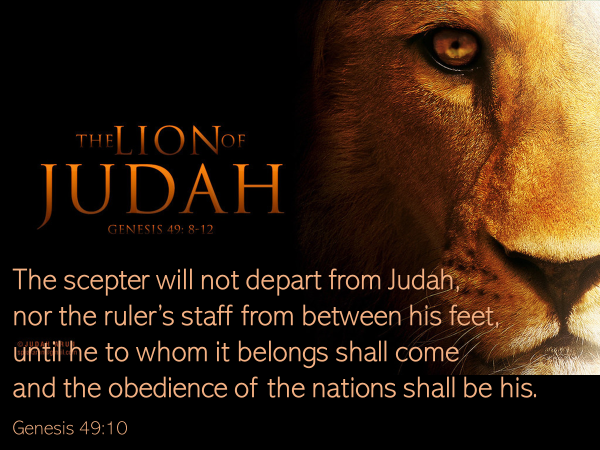 THE LION OF
JUDAH
GENESIS 49: 8-12
The scepter will not depart from Judah,
nor the ruler's staff from between his feet,
until he to whom it belongs shall come
and the obedience of the nations shall be his.
Genesis 49:10